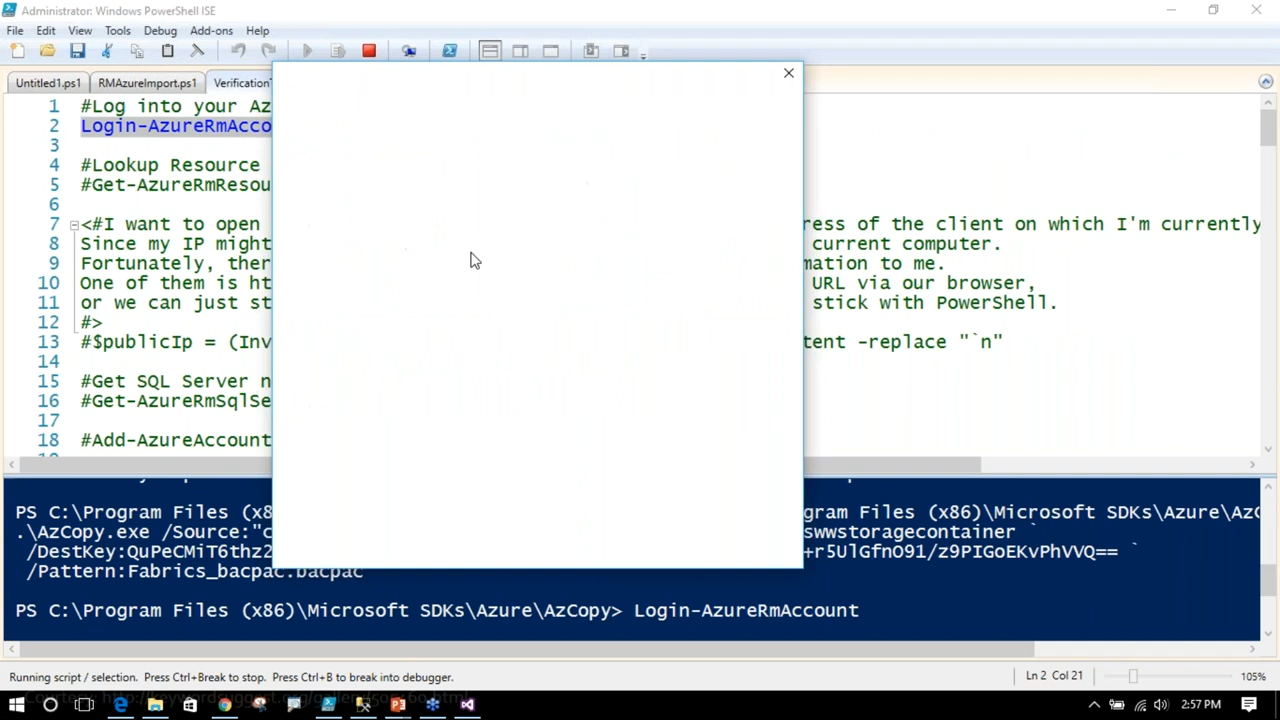 Administrator: Windows PowerShell ISE
File Edit View Tools Debug Add-ons Help
Untitled1.ps1 RMAzureImport.ps1 Verification
1 #Log into your Az
2 Login-AzureRmAcco
3
4 #Lookup Resource
5 #Get-AzureRmResou
6
7 <#I want to open ress of the client on which I'm currently
8 Since my IP might current computer.
9 Fortunately, ther mation to me.
10 One of them is ht URL via our browser,
11 or we can just st stick with PowerShell.
12 #>
13 #$publicIp = (Inv tent -replace "`n"
14
15 #Get SQL Server n
16 #Get-AzureRmSqlSe
17
18 #Add-AzureAccount
PS C:\Program Files (x8 gram Files (x86)\Microsoft SDKs\Azure\AzC
.\AzCopy.exe /Source:"c swwstoragecontainer `
/DestKey:QuPeCMiT6thz2 +r5UlGfnO91/z9PIGoEKvPhVVQ== `
/Pattern:Fabrics_bacpac.bacpac
PS C:\Program Files (x86)\Microsoft SDKs\Azure\AzCopy> Login-AzureRmAccount
Running script / selection. Press Ctrl+Break to stop. Press Ctrl+B to break into debugger. Ln 2 Col 21 105%
2:57 PM